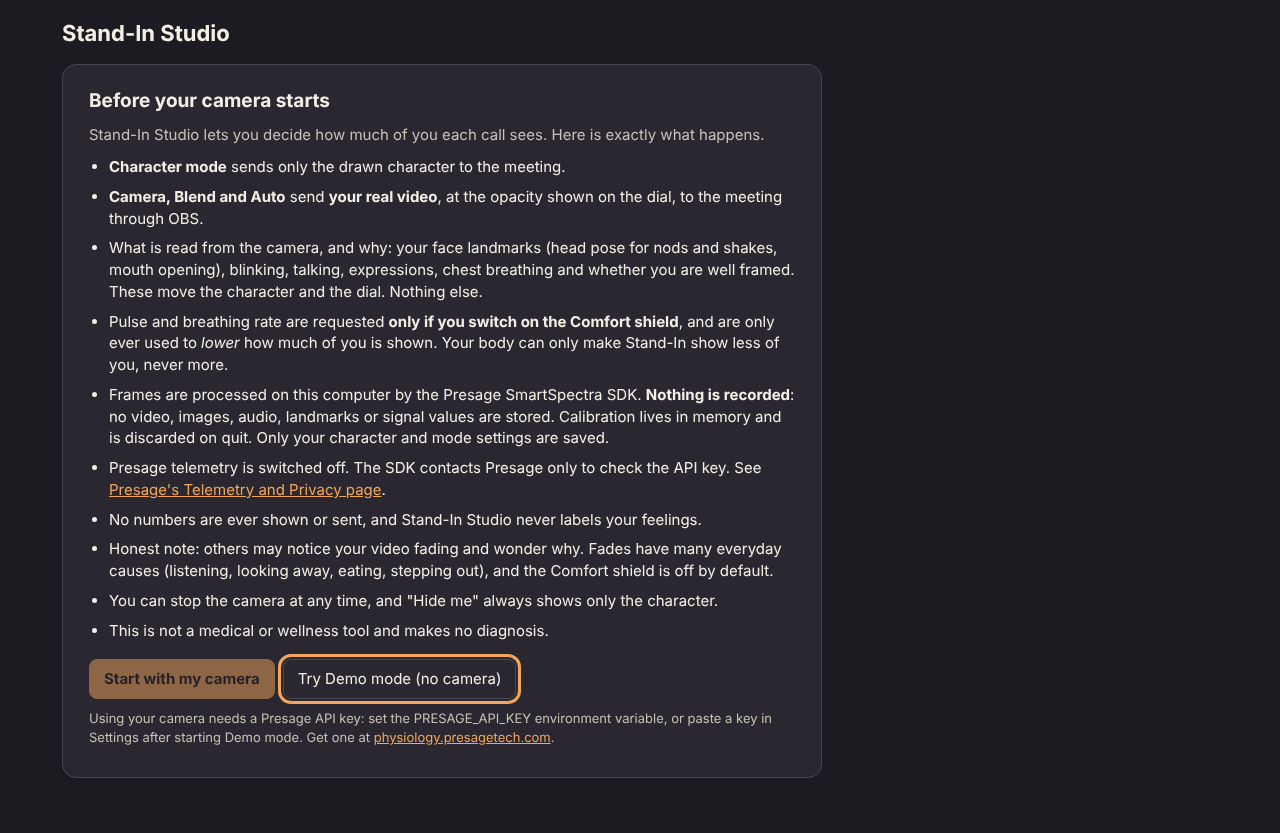 Stand-In Studio
Before your camera starts
Stand-In Studio lets you decide how much of you each call sees. Here is exactly what happens.
• Character mode sends only the drawn character to the meeting.
• Camera, Blend and Auto send your real video, at the opacity shown on the dial, to the meeting
through OBS.
• What is read from the camera, and why: your face landmarks (head pose for nods and shakes,
mouth opening), blinking, talking, expressions, chest breathing and whether you are well framed.
These move the character and the dial. Nothing else.
• Pulse and breathing rate are requested only if you switch on the Comfort shield, and are only
ever used to lower how much of you is shown. Your body can only make Stand-In show less of
you, never more.
• Frames are processed on this computer by the Presage SmartSpectra SDK. Nothing is recorded:
no video, images, audio, landmarks or signal values are stored. Calibration lives in memory and
is discarded on quit. Only your character and mode settings are saved.
• Presage telemetry is switched off. The SDK contacts Presage only to check the API key. See
Presage's Telemetry and Privacy page.
• No numbers are ever shown or sent, and Stand-In Studio never labels your feelings.
• Honest note: others may notice your video fading and wonder why. Fades have many everyday
causes (listening, looking away, eating, stepping out), and the Comfort shield is off by default.
• You can stop the camera at any time, and "Hide me" always shows only the character.
• This is not a medical or wellness tool and makes no diagnosis.
Start with my camera Try Demo mode (no camera)
Using your camera needs a Presage API key: set the PRESAGE_API_KEY environment variable, or paste a key in
Settings after starting Demo mode. Get one at physiology.presagetech.com.